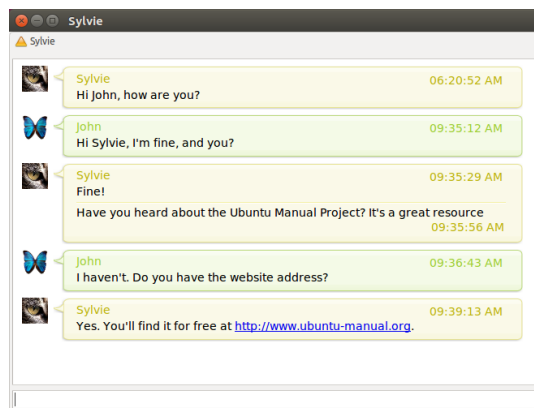 Sylvie
Sylvie
Sylvie 06:20:52 AM
Hi John, how are you?
John 09:35:12 AM
Hi Sylvie, I'm fine, and you?
Sylvie 09:35:29 AM
Fine!
Have you heard about the Ubuntu Manual Project? It's a great resource
09:35:56 AM
John 09:36:43 AM
I haven't. Do you have the website address?
Sylvie 09:39:13 AM
Yes. You'll find it for free at http://www.ubuntu-manual.org.